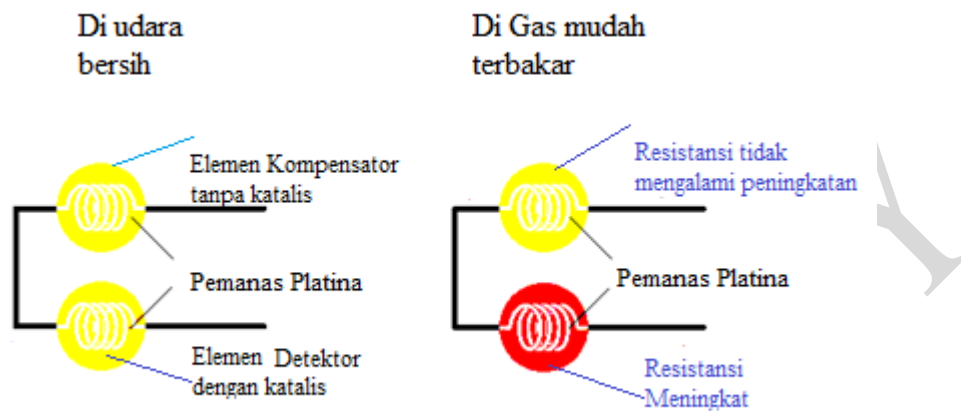 Di udara
bersih
Elemen Kompensator
tanpa katalis
Pemanas Platina
Elemen Detektor
dengan katalis
Di Gas mudah
terbakar
Resistansi tidak
mengalami peningkatan
Pemanas Platina
Resistansi
Meningkat